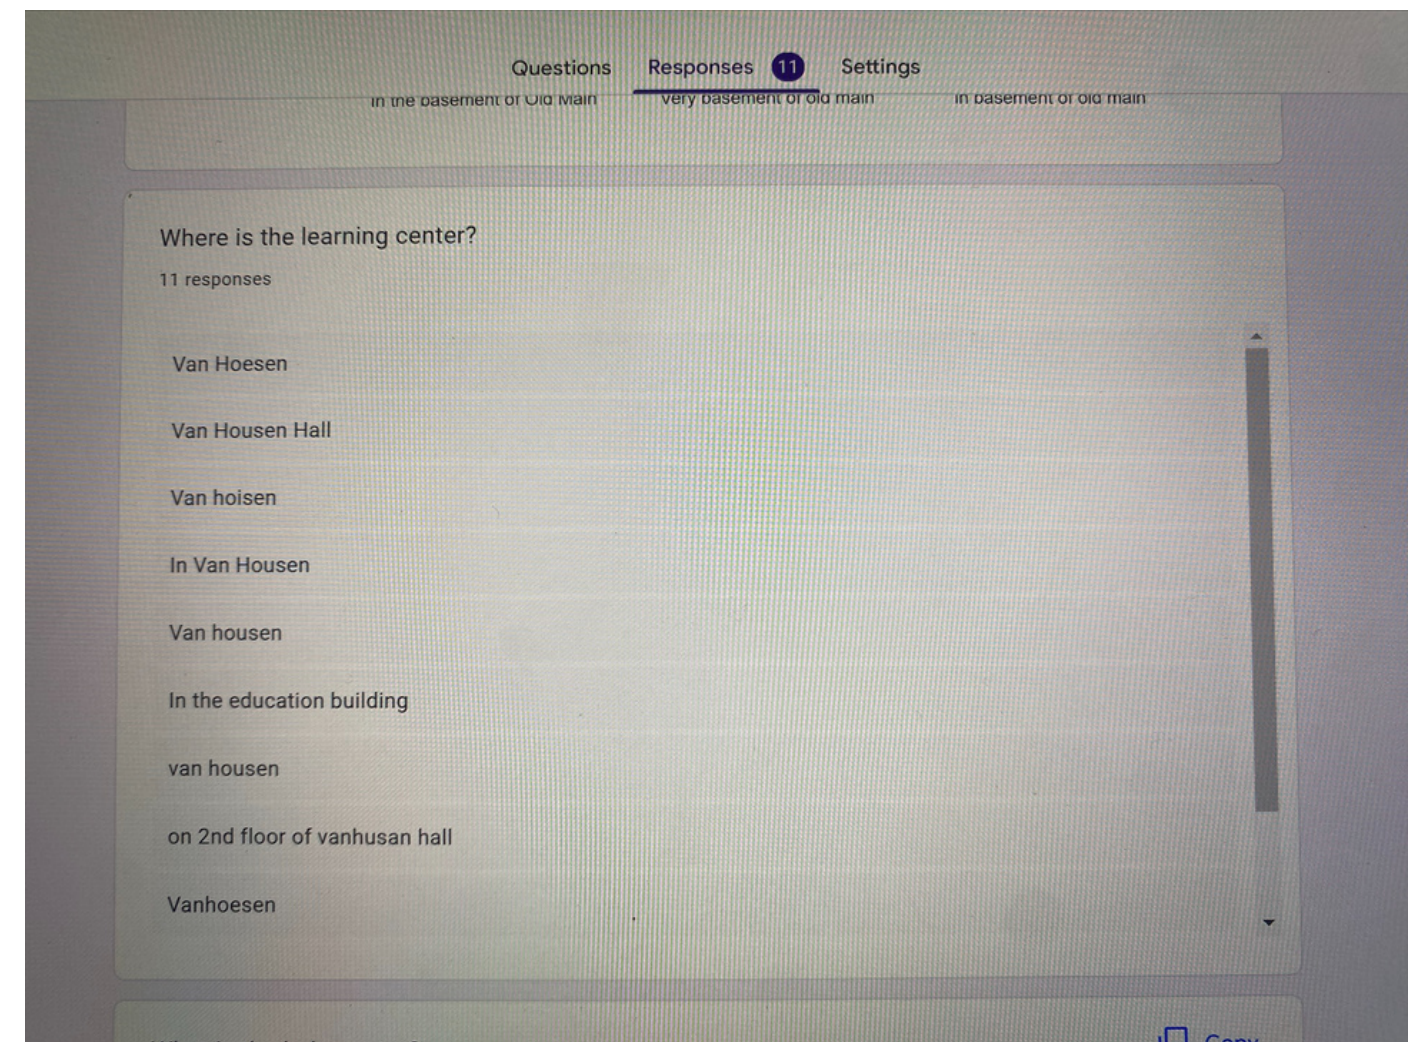 Questions Responses 11 Settings
In the basement of Old Main Very basement of old main in basement of old main
Where is the learning center?
11 responses
Van Hoesen
Van Housen Hall
Van hoisen
In Van Housen
Van housen
In the education building
van housen
on 2nd floor of vanhusan hall
Vanhoesen
Copy